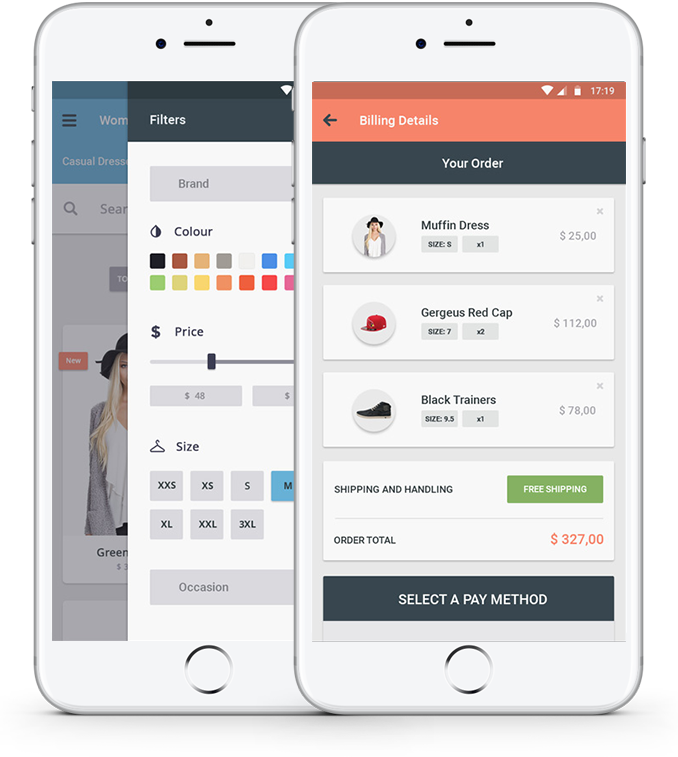 Wom
Casual Dresse
Sear
TO
New
Green
$ 3
Filters
Brand
Colour
$ Price
$ 48
$
Size
XXS XS S M
XL XXL 3XL
Occasion
17:19
Billing Details
Your Order
×
Muffin Dress
$ 25,00
SIZE: S x1
×
Gergeus Red Cap
$ 112,00
SIZE: 7 x2
×
Black Trainers
$ 78,00
SIZE: 9.5 x1
SHIPPING AND HANDLING FREE SHIPPING
ORDER TOTAL $ 327,00
SELECT A PAY METHOD